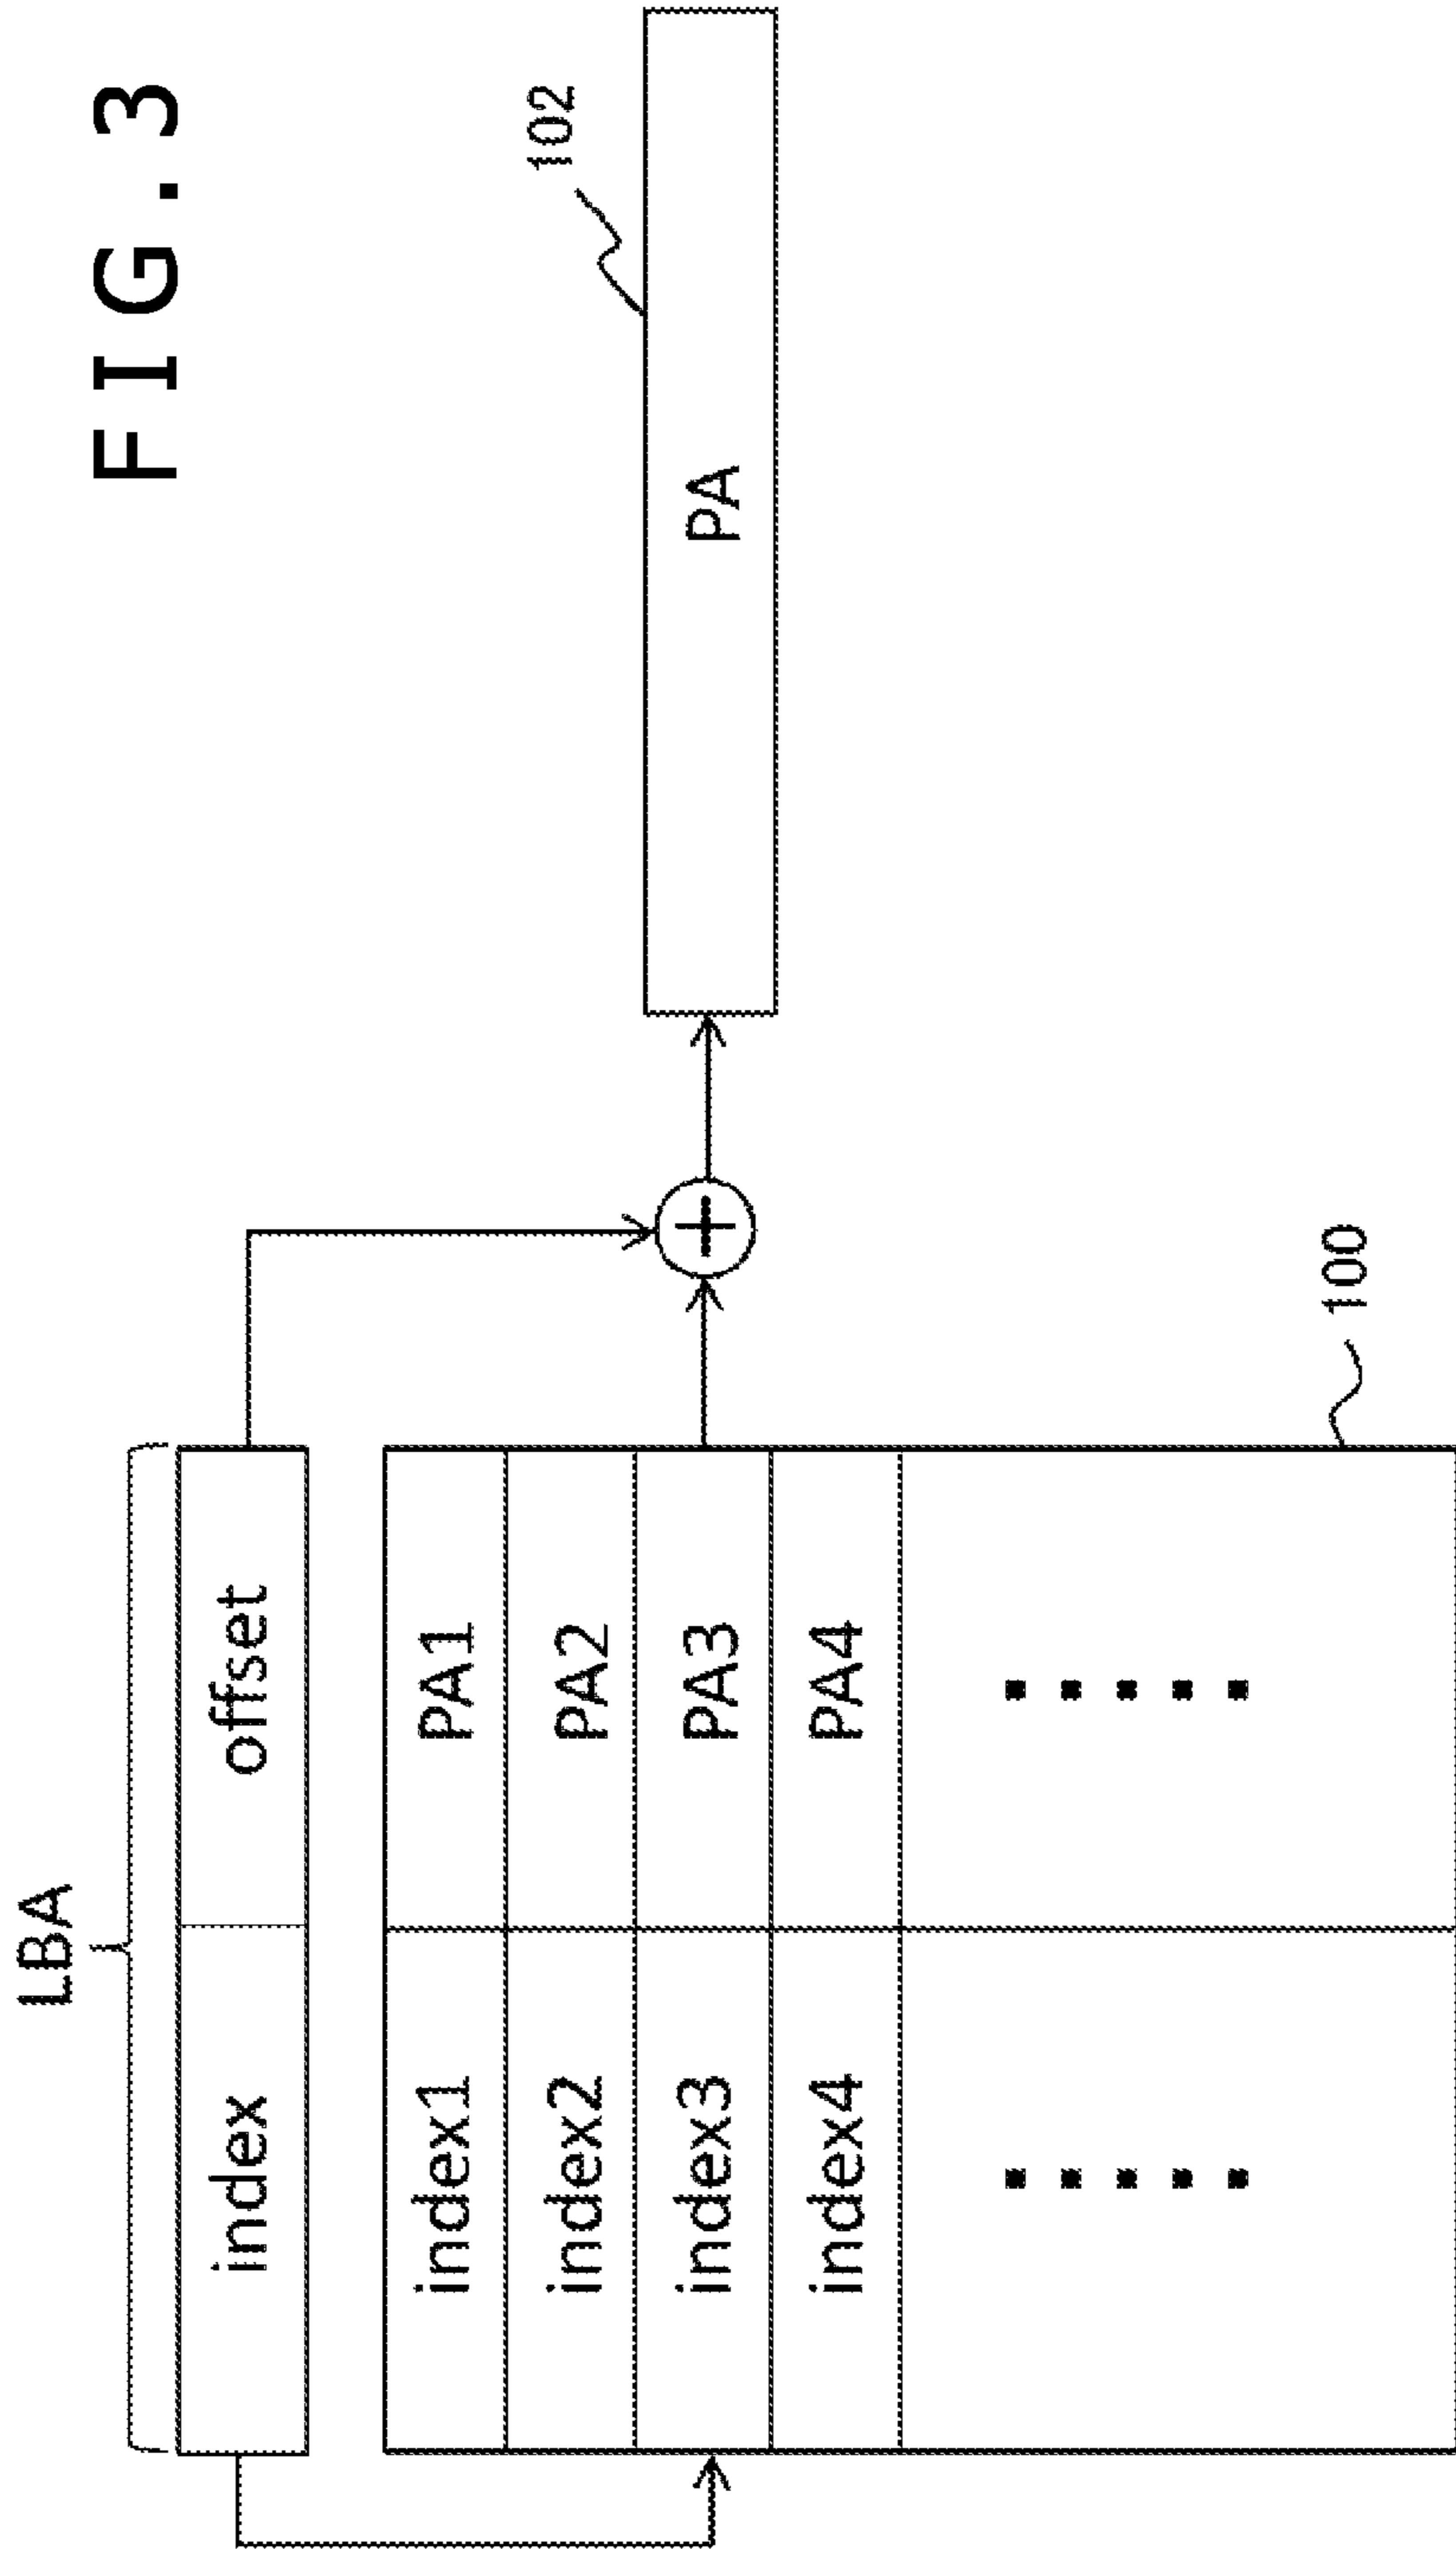 FIG. 3
LBA
index offset
index1 PA1
index2 PA2
index3 PA3
index4 PA4
PA
102
100